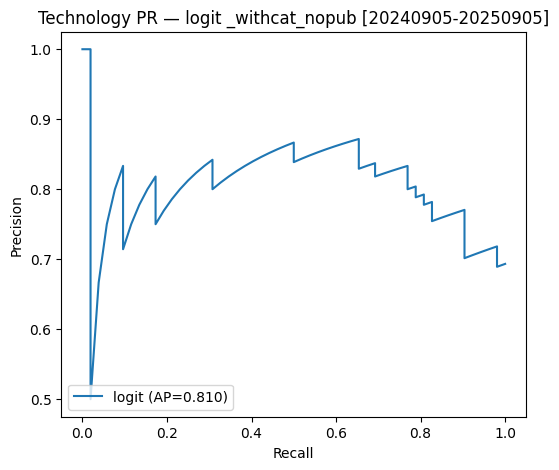 Technology PR — logit _withcat_nopub [20240905-20250905]
Precision
1.0
0.9
0.8
0.7
0.6
0.5
logit (AP=0.810)
0.0 0.2 0.4 0.6 0.8 1.0
Recall